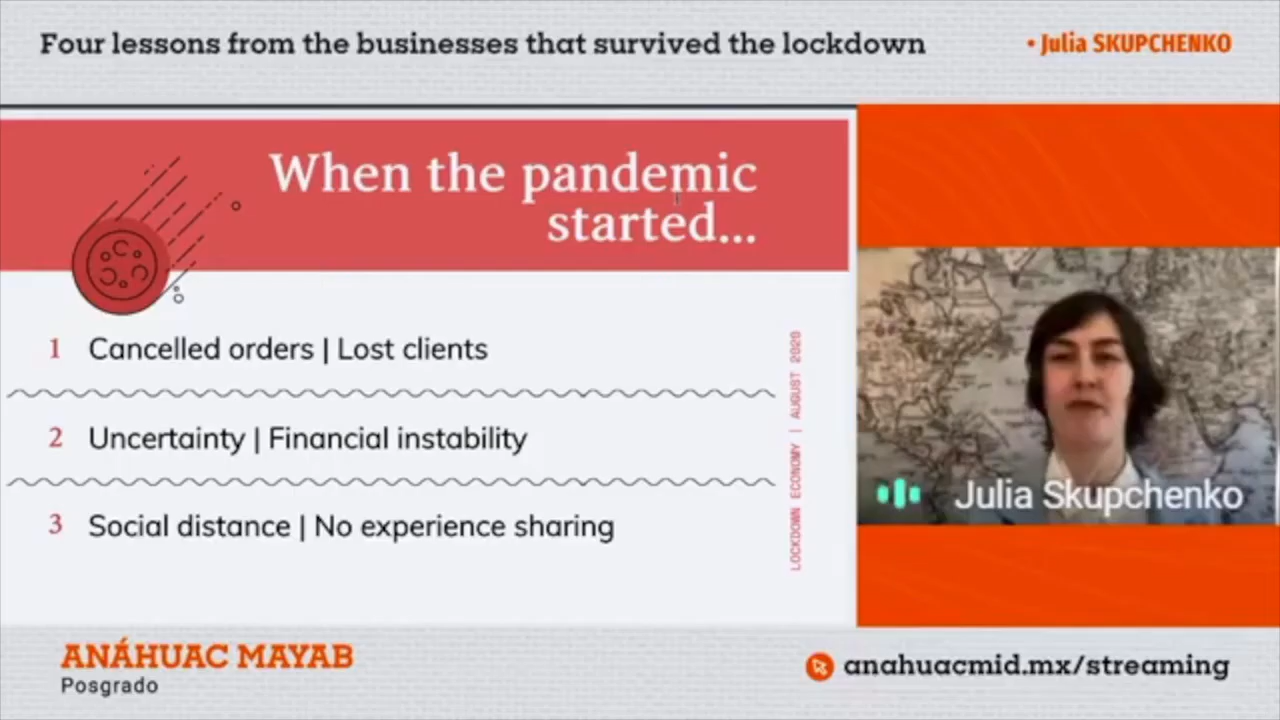 Four lessons from the businesses that survived the lockdown
• Julia SKUPCHENKO
When the pandemic
started...
1 Cancelled orders | Lost clients
2 Uncertainty | Financial instability
3 Social distance | No experience sharing
LOCKDOWN ECONOMY | AUGUST 2020
Julia Skupchenko
ANÁHUAC MAYAB
Posgrado
anahuacmid.mx/streaming